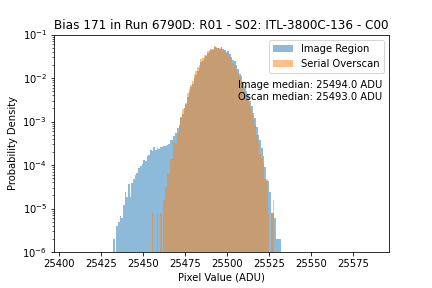 Bias 171 in Run 6790D: R01 - S02: ITL-3800C-136 - C00
Image Region
Serial Overscan
Image median: 25494.0 ADU
Oscan median: 25493.0 ADU
Probability Density
10⁻¹
10⁻²
10⁻³
10⁻⁴
10⁻⁵
10⁻⁶
25400 25425 25450 25475 25500 25525 25550 25575
Pixel Value (ADU)